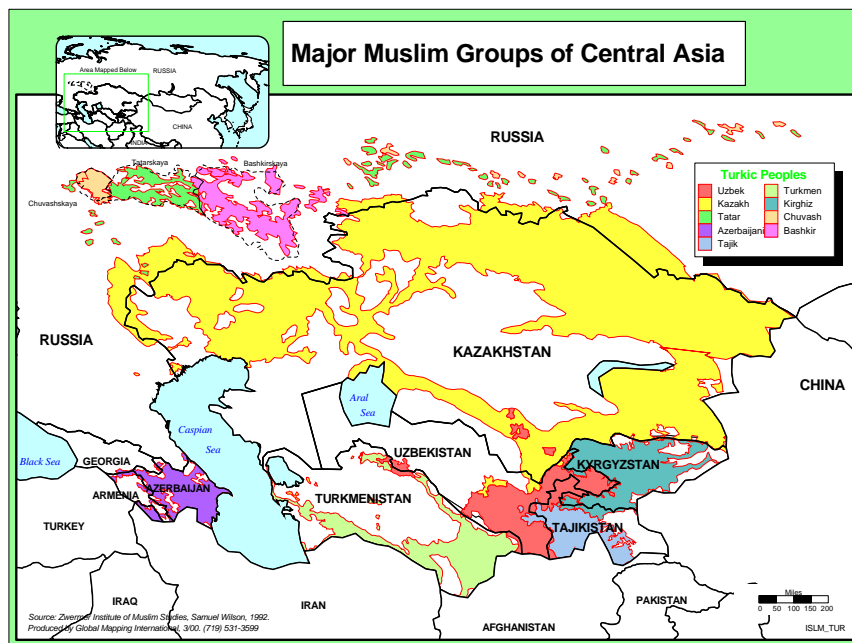 Major Muslim Groups of Central Asia
Area Mapped Below
RUSSIA
CHINA
INDIA
RUSSIA
Tatarskaya
Bashkirskaya
Chuvashskaya
Turkic Peoples
Uzbek
Kazakh
Tatar
Azerbaijani
Tajik
Turkmen
Kirghiz
Chuvash
Bashkir
RUSSIA
KAZAKHSTAN
CHINA
Aral
Sea
Caspian
Sea
Black Sea
GEORGIA
UZBEKISTAN
KYRGYZSTAN
ARMENIA
AZERBAIJAN
TURKMENISTAN
TAJIKISTAN
TURKEY
IRAQ
IRAN
AFGHANISTAN
PAKISTAN
Miles
0 50 100 150 200
Source: Zwemer Institute of Muslim Studies, Samuel Wilson, 1992.
Produced by Global Mapping International, 3/00. (719) 531-3599
ISLM_TUR